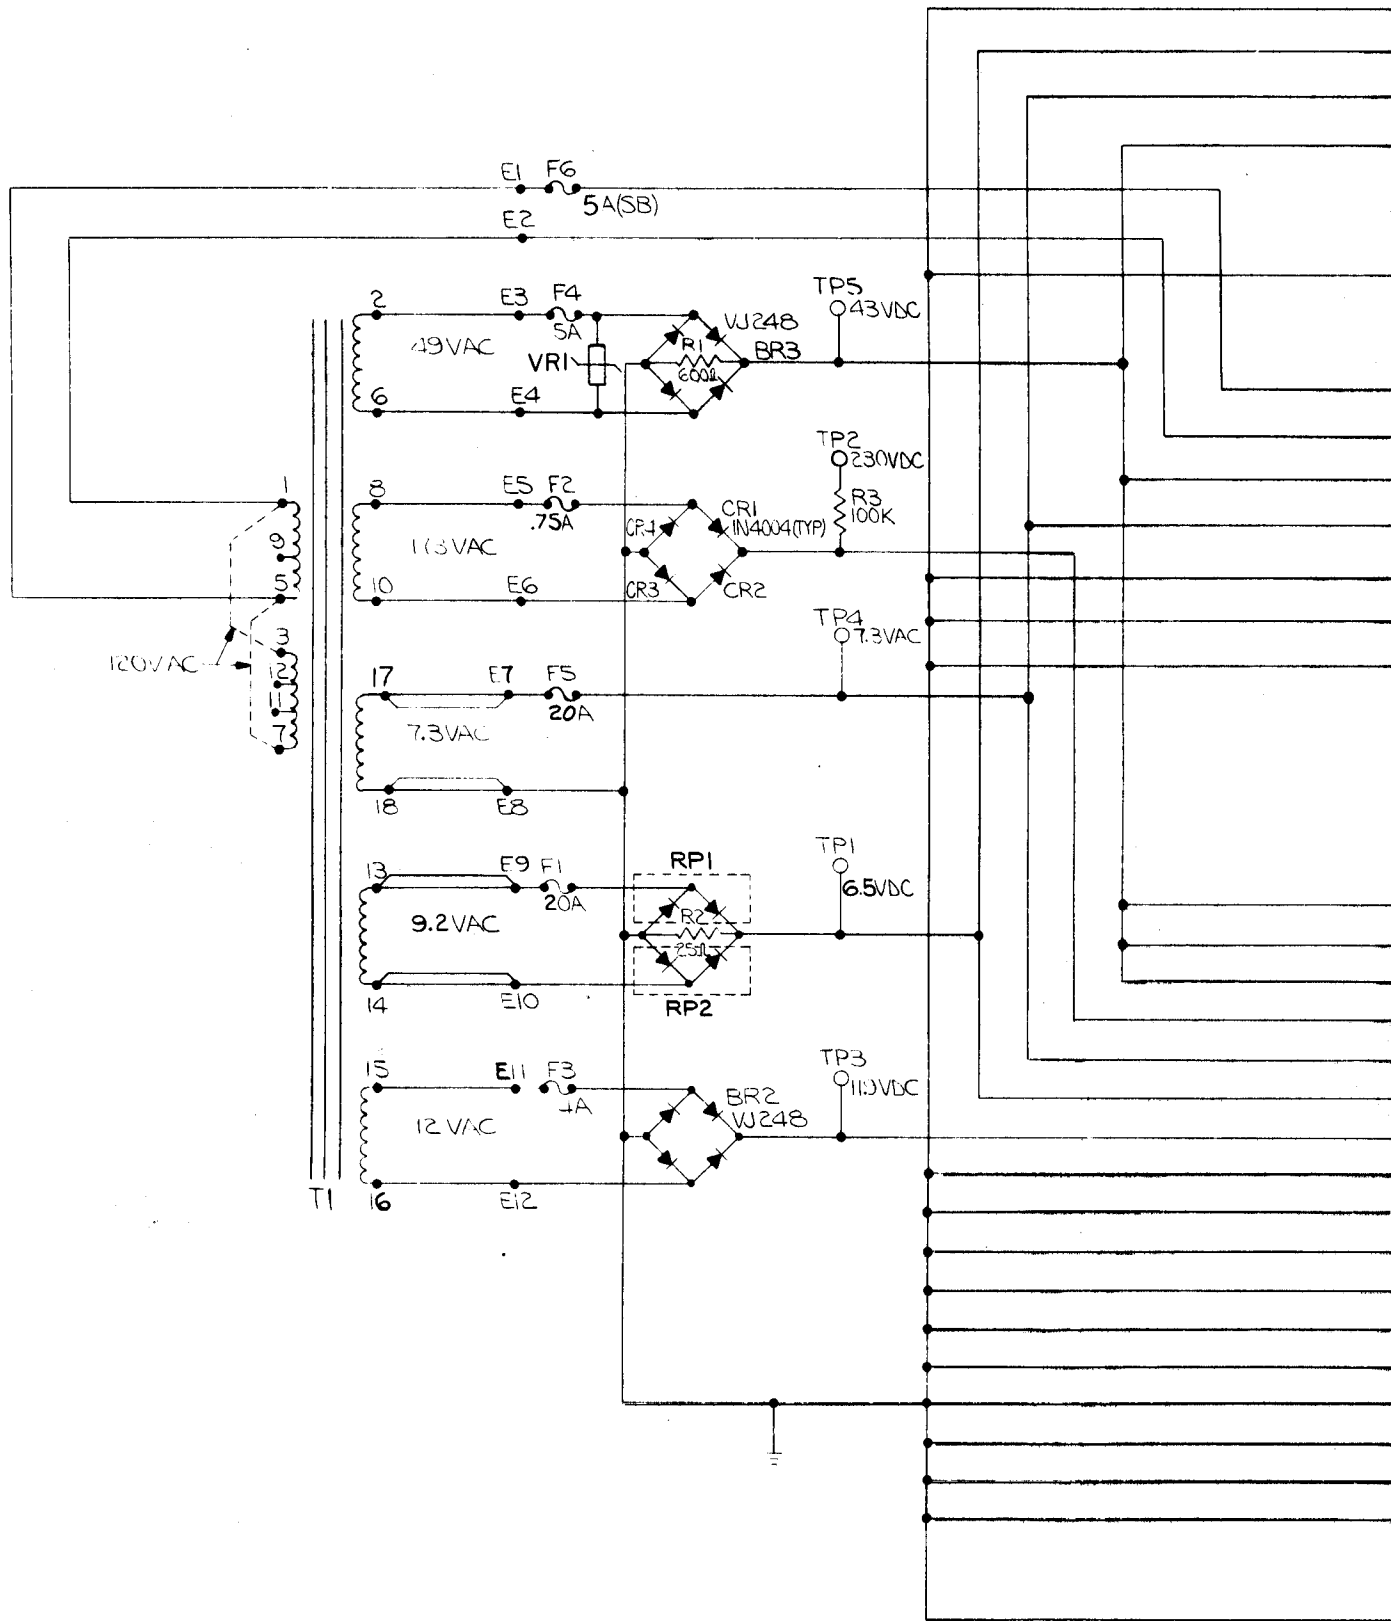 E1 F6
5A(SB)
E2
2 E3 F4
5A
49VAC
VR1
6 E4
R1
600Ω
VJ248
BR3
TP5
43VDC
1
9
5
3
12
11
7
120VAC
8 E5 F2
.75A
10 E6
CR4
CR3
CR1
1N4004(TYP)
CR2
TP2
230VDC
R3
100K
TP4
7.3VAC
17 E7 F5
20A
7.3VAC
18 E8
13 E9 F1
20A
9.2VAC
14 E10
RP1
R2
25Ω
RP2
TP1
6.5VDC
15 E11 F3
4A
12VAC
16 E12
BR2
VJ248
TP3
T1